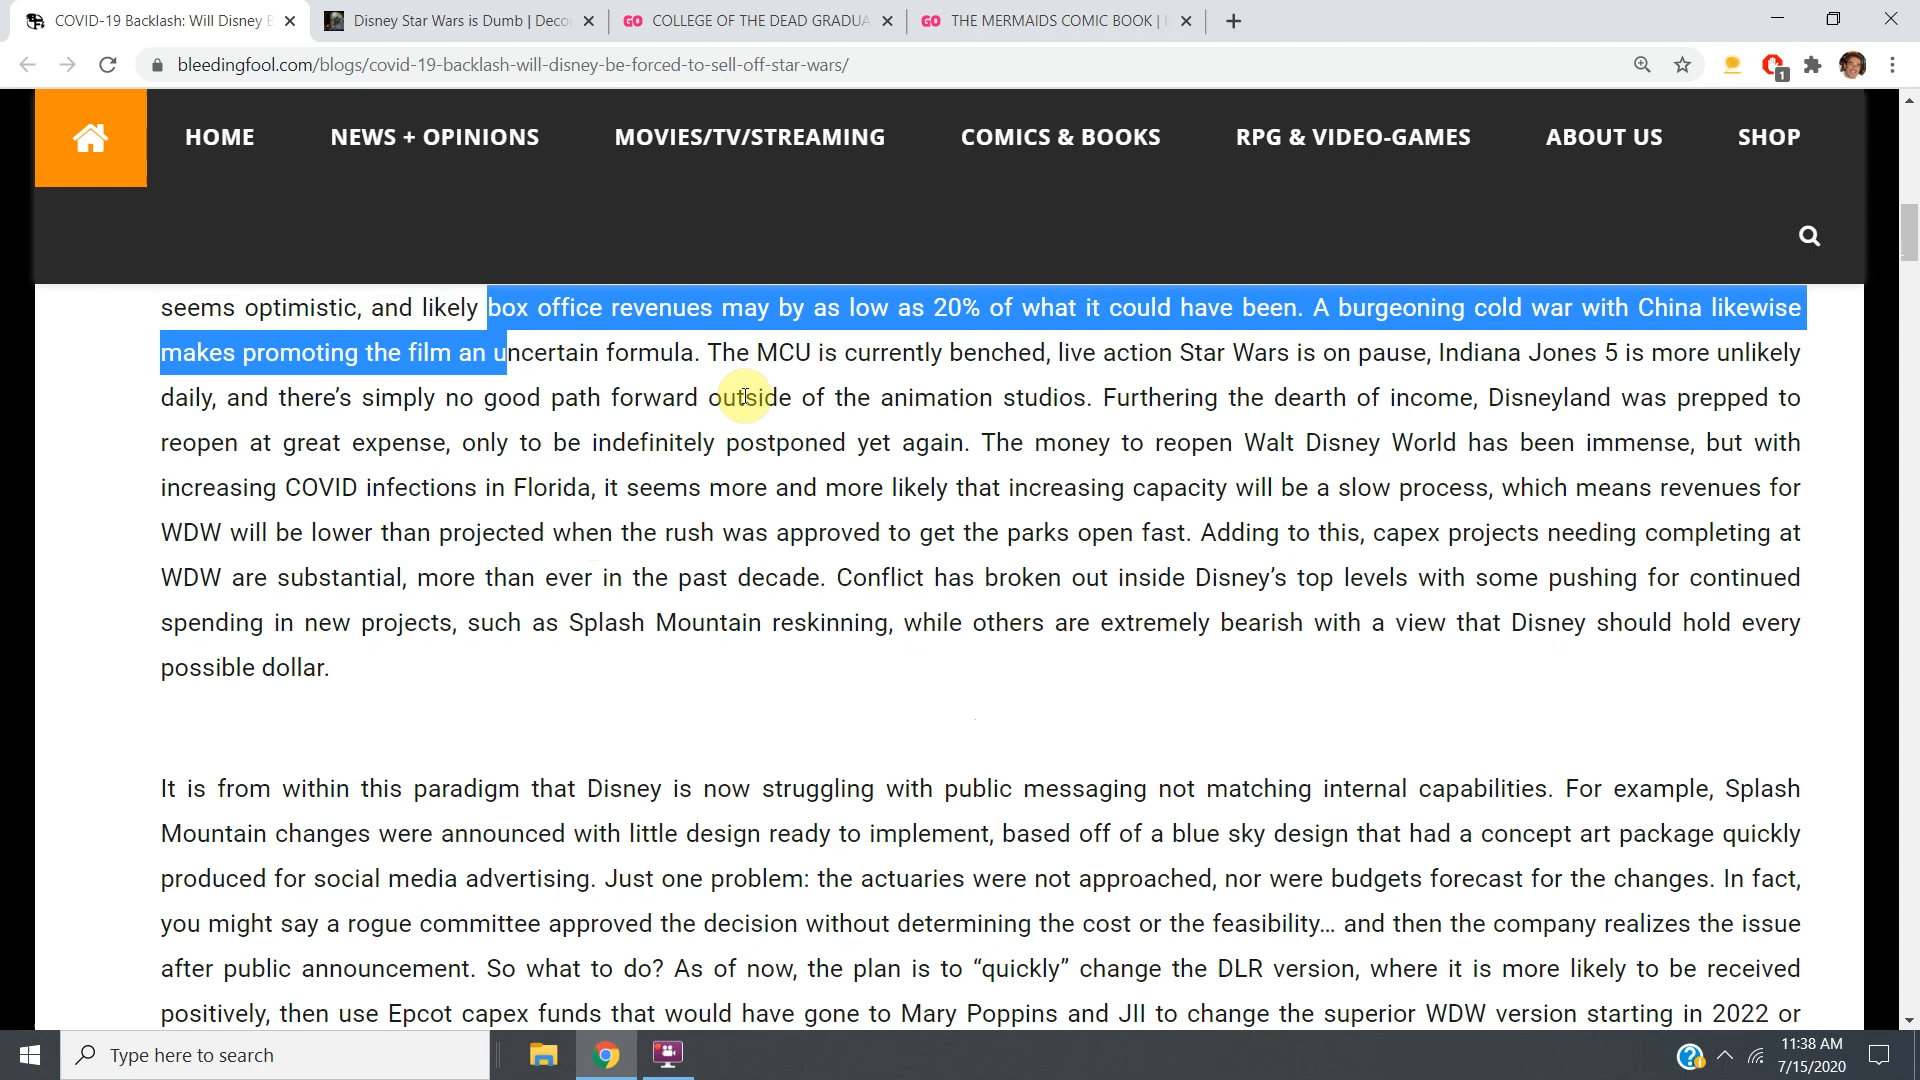 COVID-19 Backlash: Will Disney B
Disney Star Wars is Dumb | Deco
GO COLLEGE OF THE DEAD GRADUA
GO THE MERMAIDS COMIC BOOK |
bleedingfool.com/blogs/covid-19-backlash-will-disney-be-forced-to-sell-off-star-wars/
1
HOME NEWS + OPINIONS MOVIES/TV/STREAMING COMICS & BOOKS RPG & VIDEO-GAMES ABOUT US SHOP
seems optimistic, and likely box office revenues may by as low as 20% of what it could have been. A burgeoning cold war with China likewise
makes promoting the film an uncertain formula. The MCU is currently benched, live action Star Wars is on pause, Indiana Jones 5 is more unlikely
daily, and there’s simply no good path forward outside of the animation studios. Furthering the dearth of income, Disneyland was prepped to
reopen at great expense, only to be indefinitely postponed yet again. The money to reopen Walt Disney World has been immense, but with
increasing COVID infections in Florida, it seems more and more likely that increasing capacity will be a slow process, which means revenues for
WDW will be lower than projected when the rush was approved to get the parks open fast. Adding to this, capex projects needing completing at
WDW are substantial, more than ever in the past decade. Conflict has broken out inside Disney’s top levels with some pushing for continued
spending in new projects, such as Splash Mountain reskinning, while others are extremely bearish with a view that Disney should hold every
possible dollar.
It is from within this paradigm that Disney is now struggling with public messaging not matching internal capabilities. For example, Splash
Mountain changes were announced with little design ready to implement, based off of a blue sky design that had a concept art package quickly
produced for social media advertising. Just one problem: the actuaries were not approached, nor were budgets forecast for the changes. In fact,
you might say a rogue committee approved the decision without determining the cost or the feasibility… and then the company realizes the issue
after public announcement. So what to do? As of now, the plan is to “quickly” change the DLR version, where it is more likely to be received
positively, then use Epcot capex funds that would have gone to Mary Poppins and JII to change the superior WDW version starting in 2022 or
Type here to search
11:38 AM
7/15/2020